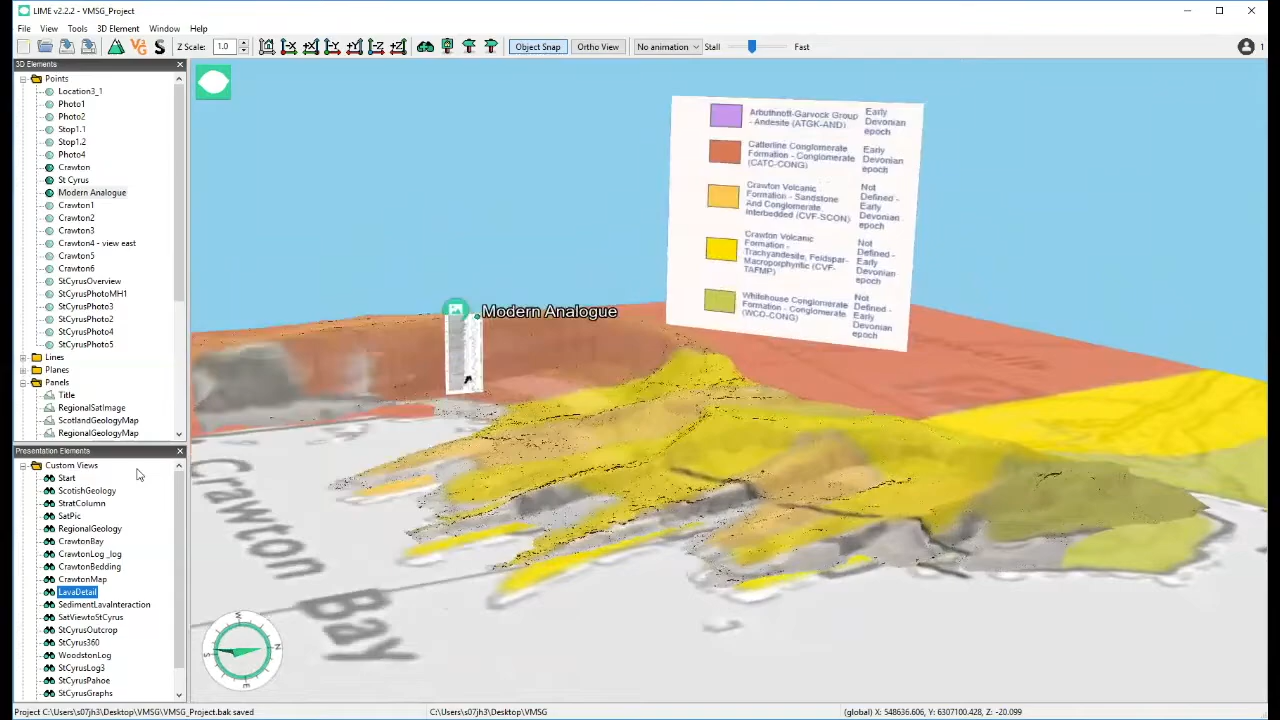 LIME v2.2.2 - VMSG_Project
File View Tools 3D Element Window Help
Z Scale: 1.0
Object Snap
Ortho View
No animation
Stall
Fast
1
3D Elements
Points
Location3_1
Photo1
Photo2
Stop1.1
Stop1.2
Photo4
Crawton
St Cyrus
Modern Analogue
Crawton1
Crawton2
Crawton3
Crawton4 - view east
Crawton5
Crawton6
StCyrusOverview
StCyrusPhotoMH1
StCyrusPhoto3
StCyrusPhoto2
StCyrusPhoto4
StCyrusPhoto5
Lines
Planes
Panels
Title
RegionalSatImage
ScotlandGeologyMap
RegionalGeologyMap
Presentation Elements
Custom Views
Start
ScotishGeology
StratColumn
SatPic
RegionalGeology
CrawtonBay
CrawtonLog _log
CrawtonBedding
CrawtonMap
LavaDetail
SedimentLavaInteraction
SatViewtoStCyrus
StCyrusOutcrop
StCyrus360
WoodstonLog
StCyrusLog3
StCyrusPahoe
StCyrusGraphs
Arbuthnott-Garvock Group
- Andesite (ATGK-AND)
Early
Devonian
epoch
Catterline Conglomerate
Formation - Conglomerate
(CATC-CONG)
Early
Devonian
epoch
Crawton Volcanic
Formation - Sandstone
And Conglomerate
Interbedded (CVF-SCON)
Not
Defined -
Early
Devonian
epoch
Crawton Volcanic
Formation -
Trachyandesite, Feldspar-
Macroporphyritic (CVF-
TAFMP)
Not
Defined -
Early
Devonian
epoch
Whitehouse Conglomerate
Formation - Conglomerate
(WCO-CONG)
Not
Defined -
Early
Devonian
epoch
Modern Analogue
Crawton
Bay
W
S
N
E
Project C:\Users\s07jh3\Desktop\VMSG\VMSG_Project.bak saved
C:\Users\s07jh3\Desktop\VMSG
(global) X: 548636.606, Y: 6307100.428, Z: -20.099